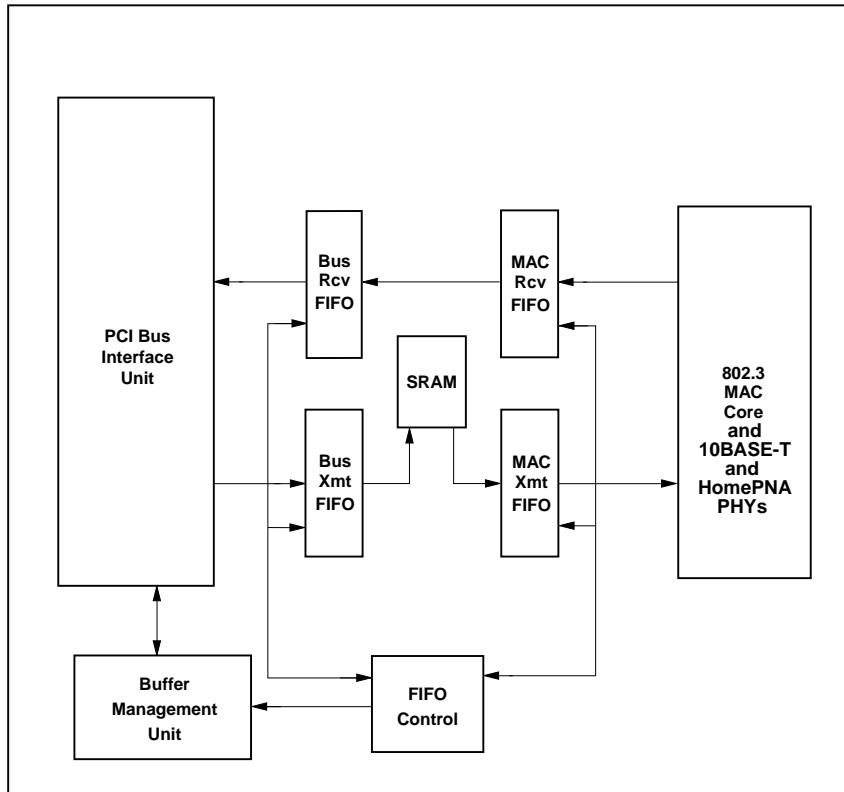 Bus
Rcv
FIFO
MAC
Rcv
FIFO
PCI Bus
Interface
Unit
SRAM
802.3
MAC
Core
and
10BASE-T
and
HomePNA
PHYs
Bus
Xmt
FIFO
MAC
Xmt
FIFO
Buffer
Management
Unit
FIFO
Control